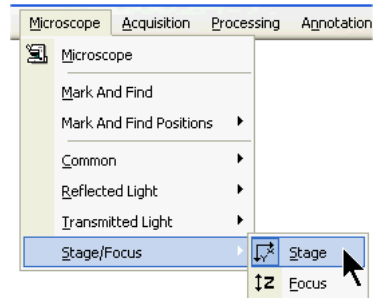 Microscope Acquisition Processing Annotation
Microscope
Mark And Find
Mark And Find Positions
Common
Reflected Light
Transmitted Light
Stage/Focus
Stage
Focus